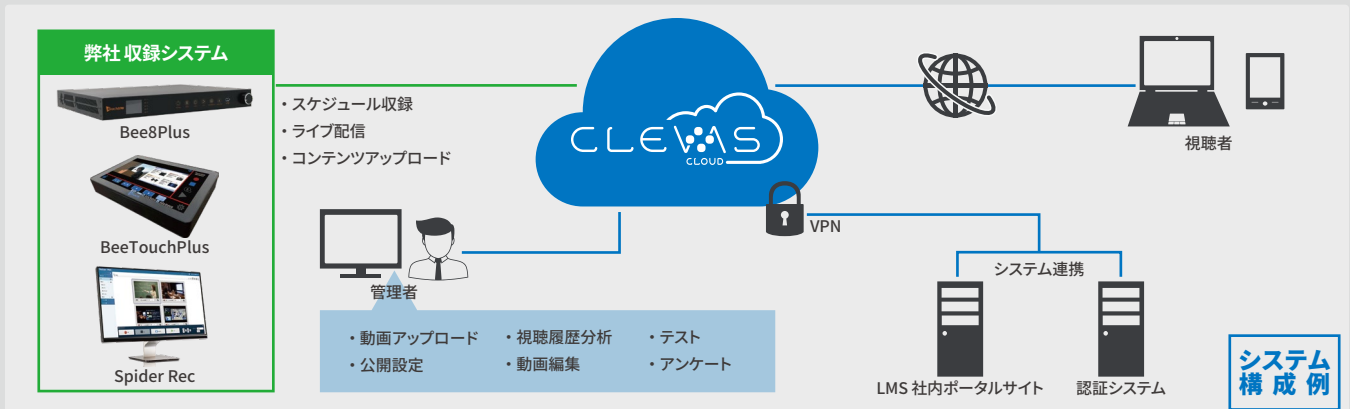 弊社 収録システム
Bee8Plus
BeeTouchPlus
Spider Rec
・スケジュール収録
・ライブ配信
・コンテンツアップロード
CLEVAS
CLOUD
視聴者
VPN
管理者
・動画アップロード
・視聴履歴分析
・テスト
・公開設定
・動画編集
・アンケート
システム連携
LMS 社内ポータルサイト
認証システム
システム
構成例